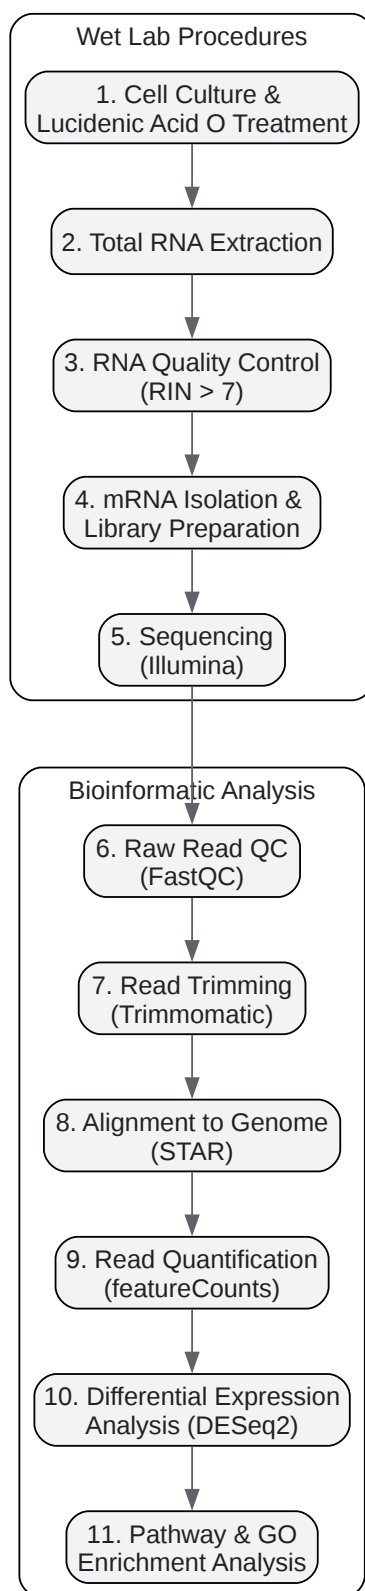 Wet Lab Procedures
1. Cell Culture &
Lucidenic Acid O Treatment
2. Total RNA Extraction
3. RNA Quality Control
(RIN > 7)
4. mRNA Isolation &
Library Preparation
5. Sequencing
(Illumina)
Bioinformatic Analysis
6. Raw Read QC
(FastQC)
7. Read Trimming
(Trimmomatic)
8. Alignment to Genome
(STAR)
9. Read Quantification
(featureCounts)
10. Differential Expression
Analysis (DESeq2)
11. Pathway & GO
Enrichment Analysis